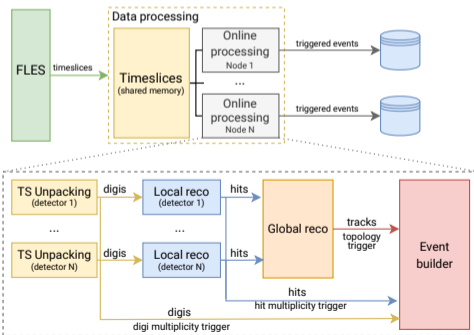 Data processing
FLES
timeslices
Timeslices
(shared memory)
Online
processing
Node 1
triggered events
...
Online
processing
Node N
triggered events
TS Unpacking
(detector 1)
digis
Local reco
(detector 1)
hits
...
...
TS Unpacking
(detector N)
digis
Local reco
(detector N)
hits
Global reco
tracks
topology
trigger
Event
builder
hits
hit multiplicity trigger
digis
digi multiplicity trigger